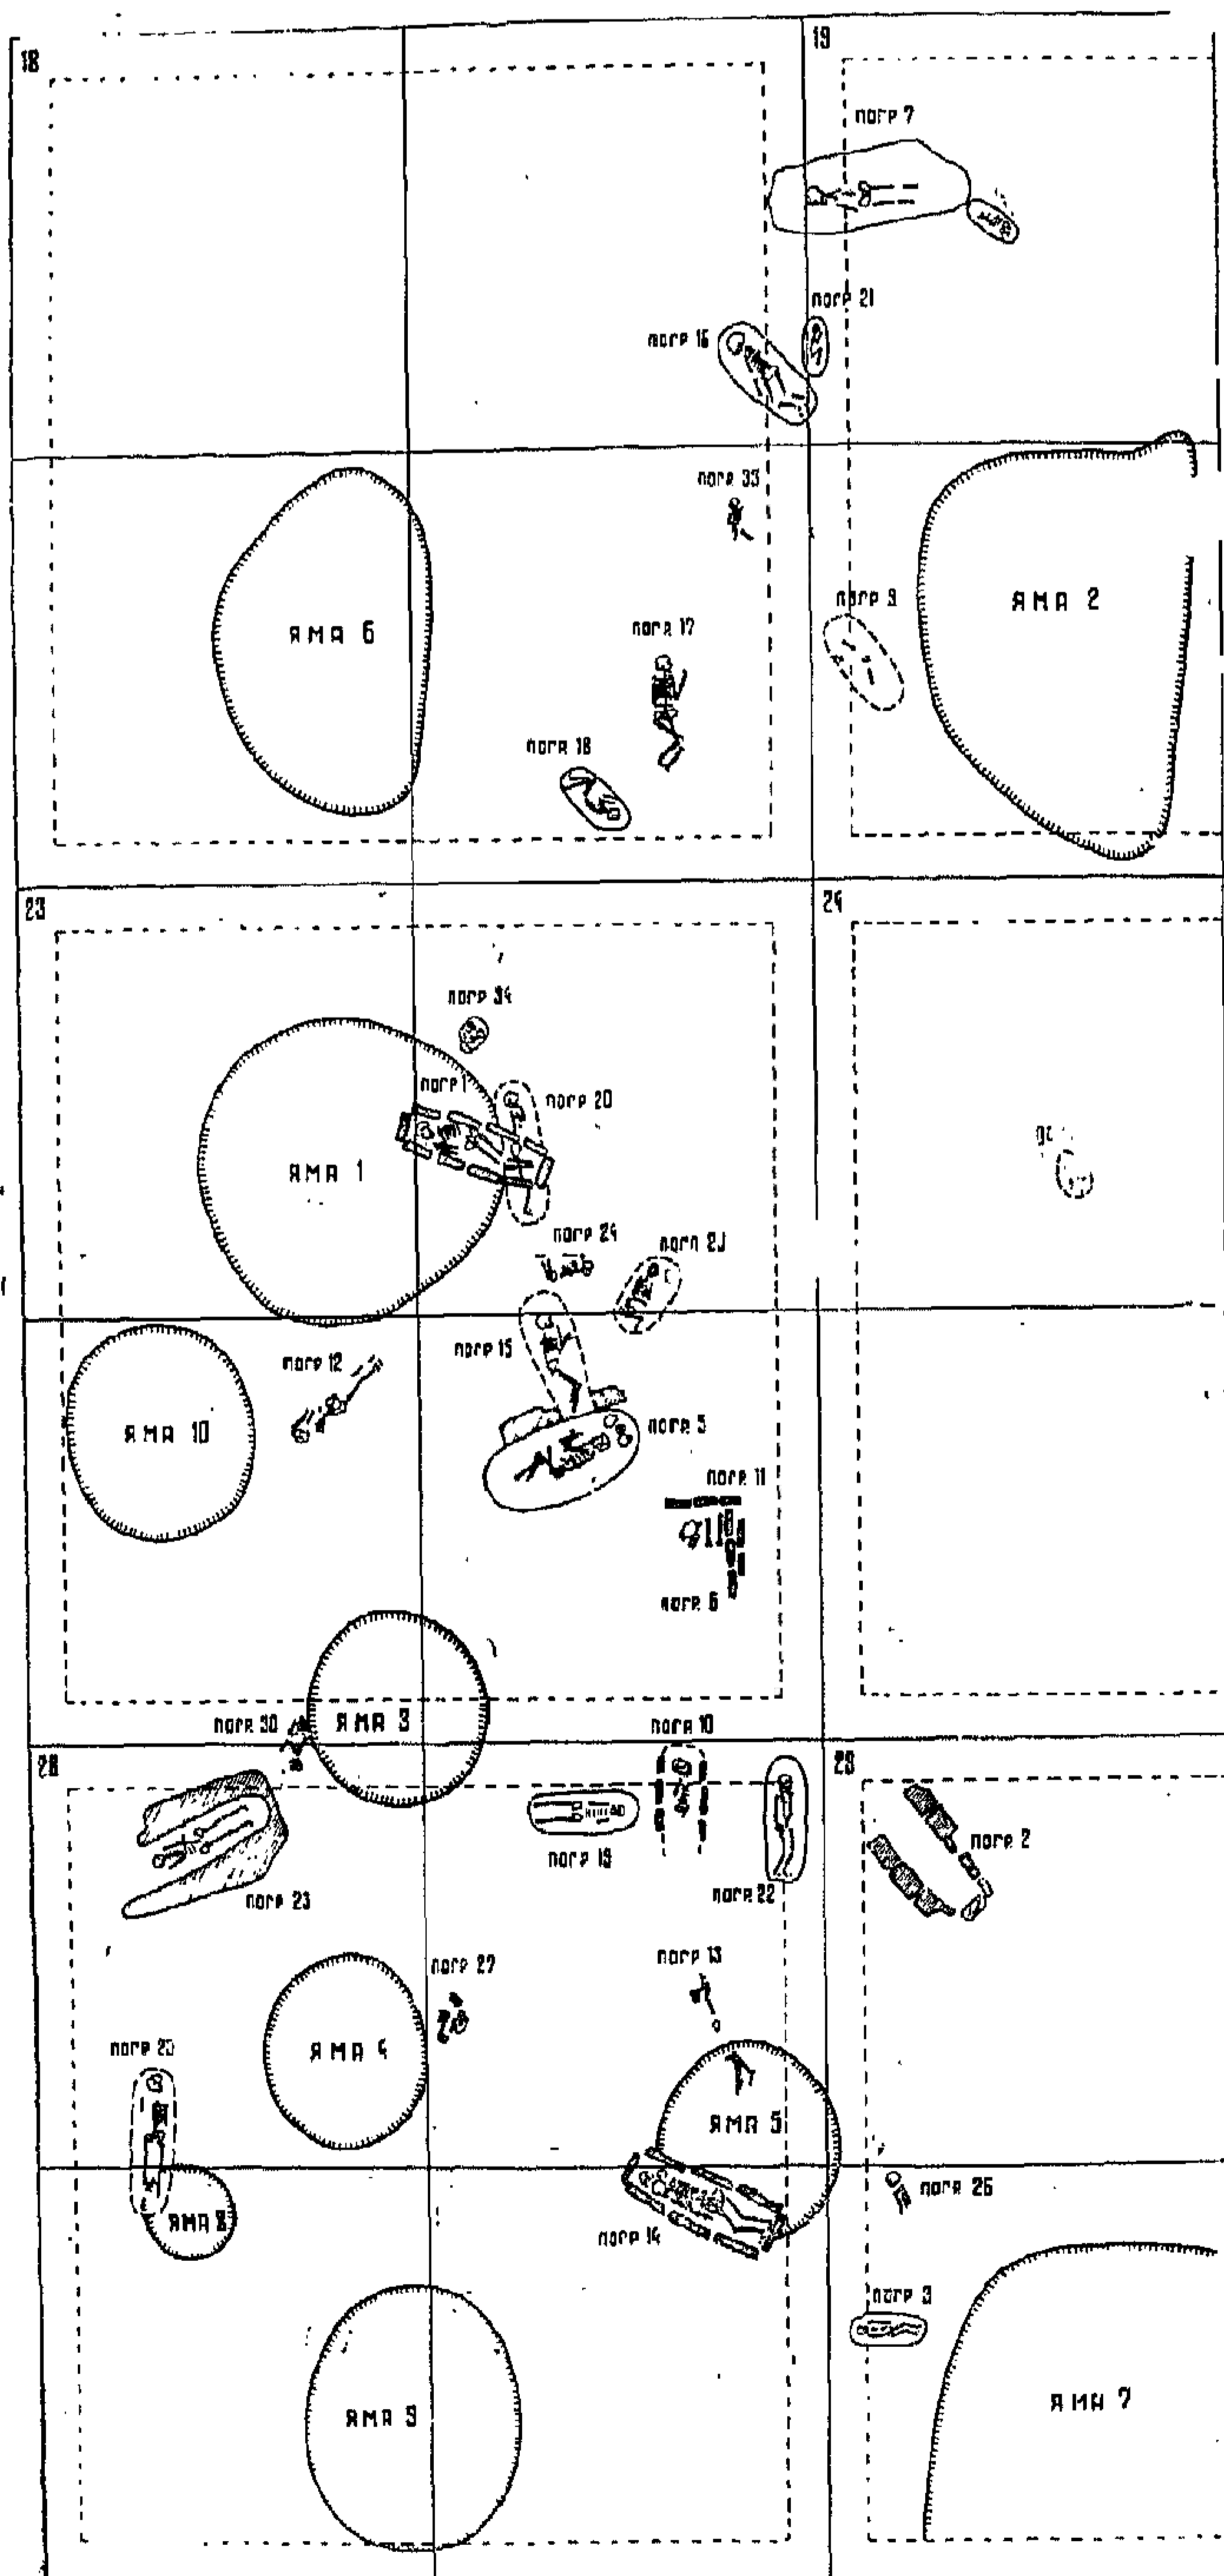 18
19
погр 7
погр 21
погр 16
погр 33
ЯМА 2
погр 9
ЯМА 6
погр 17
погр 18
23
24
погр 34
погр 1
погр 20
ЯМА 1
погр 24
погр 15
погр 12
погр 5
ЯМА 10
погр 11
погр 6
погр 30
ЯМА 3
погр 10
28
29
погр 2
погр 19
погр 22
погр 23
погр 13
погр 27
ЯМА 4
погр 25
ЯМА 5
погр 26
ЯМА 8
погр 14
погр 3
ЯМА 7
ЯМА 9